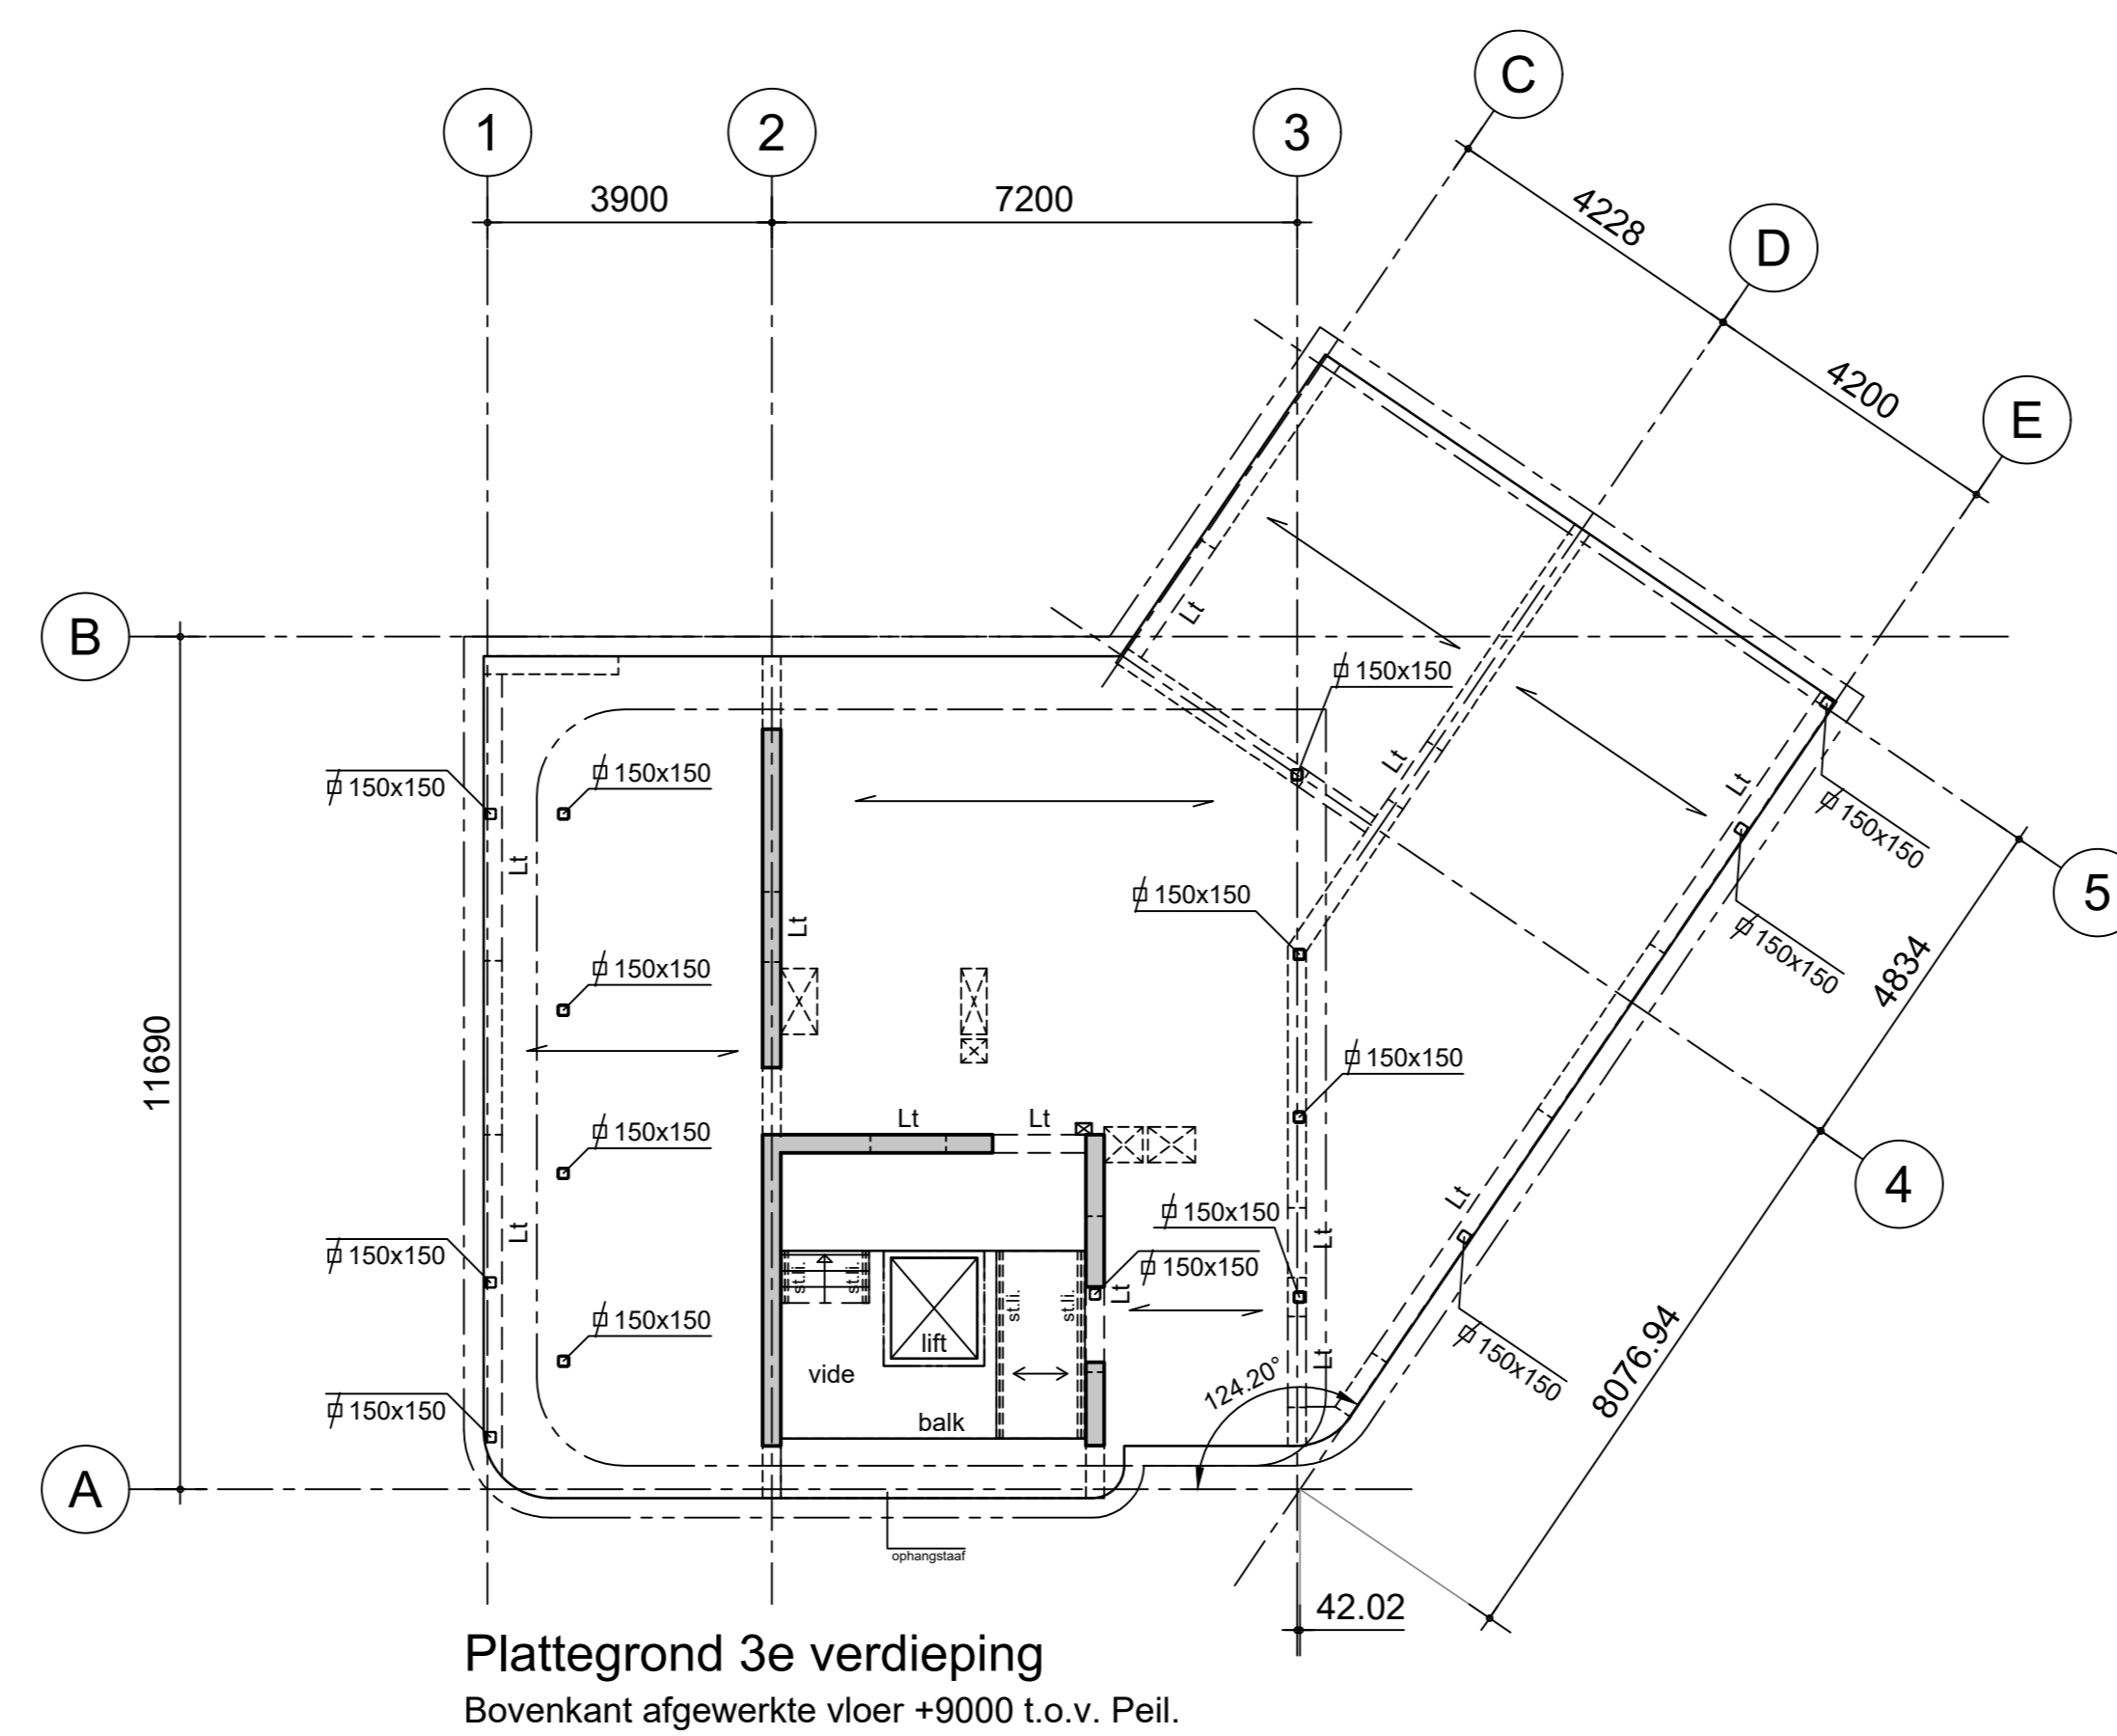 C
1
2
3
3900
7200
4228
D
4200
E
B
⌀ 150x150
⌀ 150x150
⌀ 150x150
Lt
Lt
Lt
Lt
⌀ 150x150
5
Lt
⌀ 150x150
Lt
⌀ 150x150
⌀ 150x150
4834
11690
⌀ 150x150
Lt
Lt
⌀ 150x150
4
Lt
⌀ 150x150
Lt
Lt
⌀ 150x150
⌀ 150x150
st.li.
st.li.
st.li.
st.li.
Lt
⌀ 150x150
lift
Lt
⌀ 150x150
8076.94
vide
124.20°
⌀ 150x150
balk
A
ophangstaaf
42.02
Plattegrond 3e verdieping
Bovenkant afgewerkte vloer +9000 t.o.v. Peil.